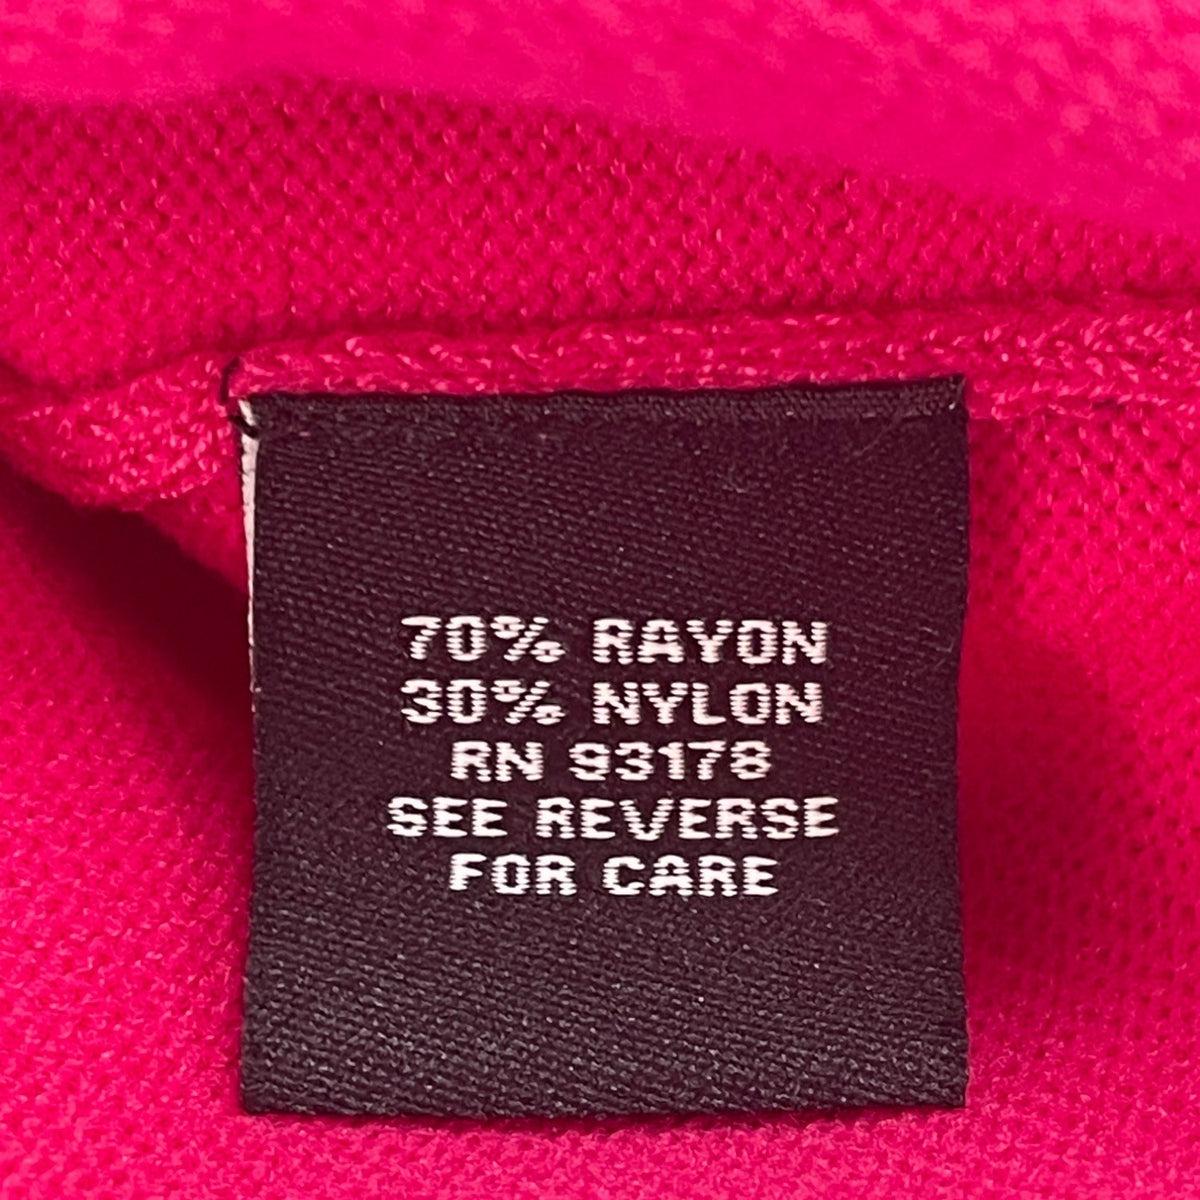 70% RAYON
30% NYLON
RN 93178
SEE REVERSE
FOR CARE